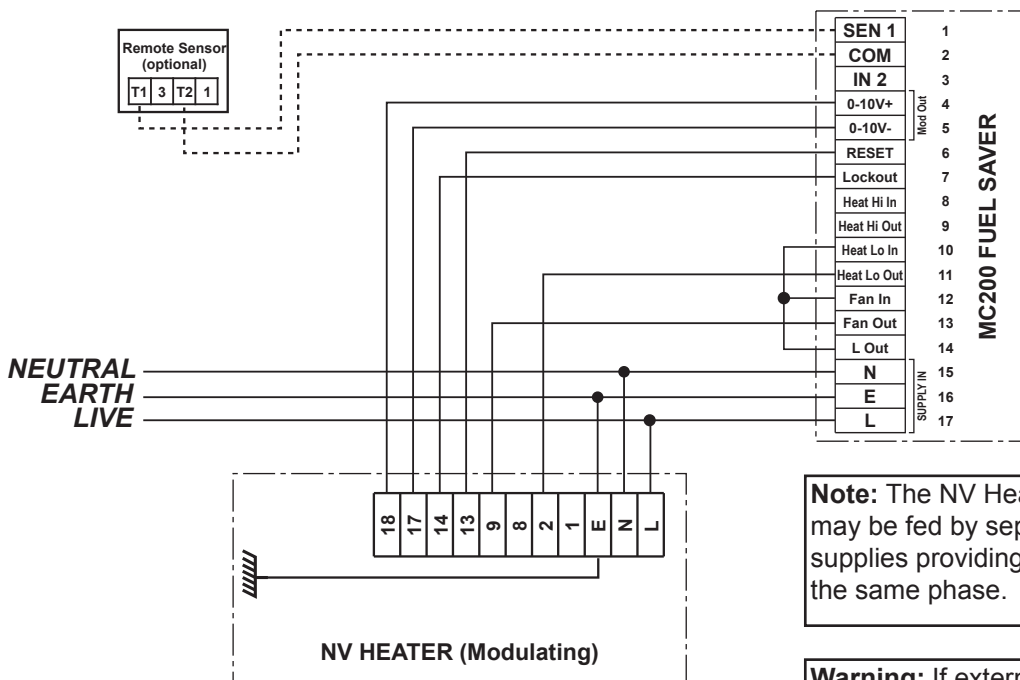 Remote Sensor
(optional)
T1 3 T2 1
SEN 1 1
COM 2
IN 2 3
0-10V+ 4
0-10V- 5
Mod Out
RESET 6
Lockout 7
Heat Hi In 8
Heat Hi Out 9
Heat Lo In 10
Heat Lo Out 11
Fan In 12
Fan Out 13
L Out 14
N 15
E 16
L 17
SUPPLY IN
MC200 FUEL SAVER
NEUTRAL
EARTH
LIVE
18 17 14 13 9 8 2 1 E N L
NV HEATER (Modulating)
Note: The NV Hea
may be fed by sep
supplies providing
the same phase.
Warning: If extern